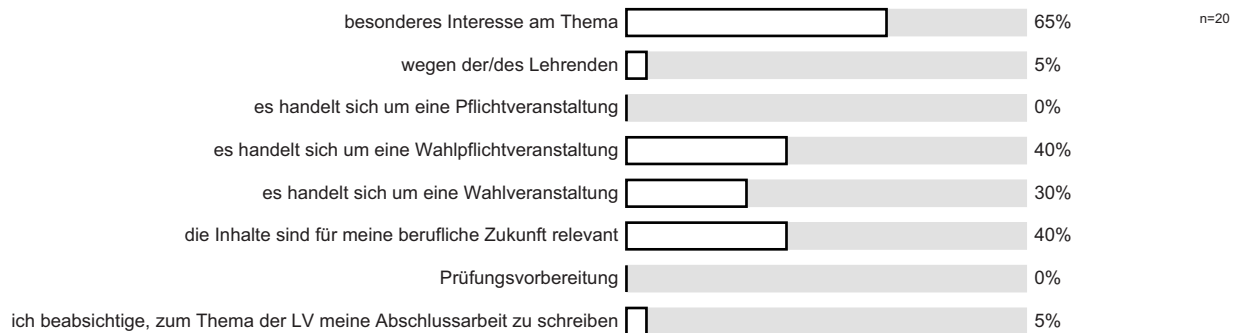 besonderes Interesse am Thema 65% n=20
wegen der/des Lehrenden 5%
es handelt sich um eine Pflichtveranstaltung 0%
es handelt sich um eine Wahlpflichtveranstaltung 40%
es handelt sich um eine Wahlveranstaltung 30%
die Inhalte sind für meine berufliche Zukunft relevant 40%
Prüfungsvorbereitung 0%
ich beabsichtige, zum Thema der LV meine Abschlussarbeit zu schreiben 5%